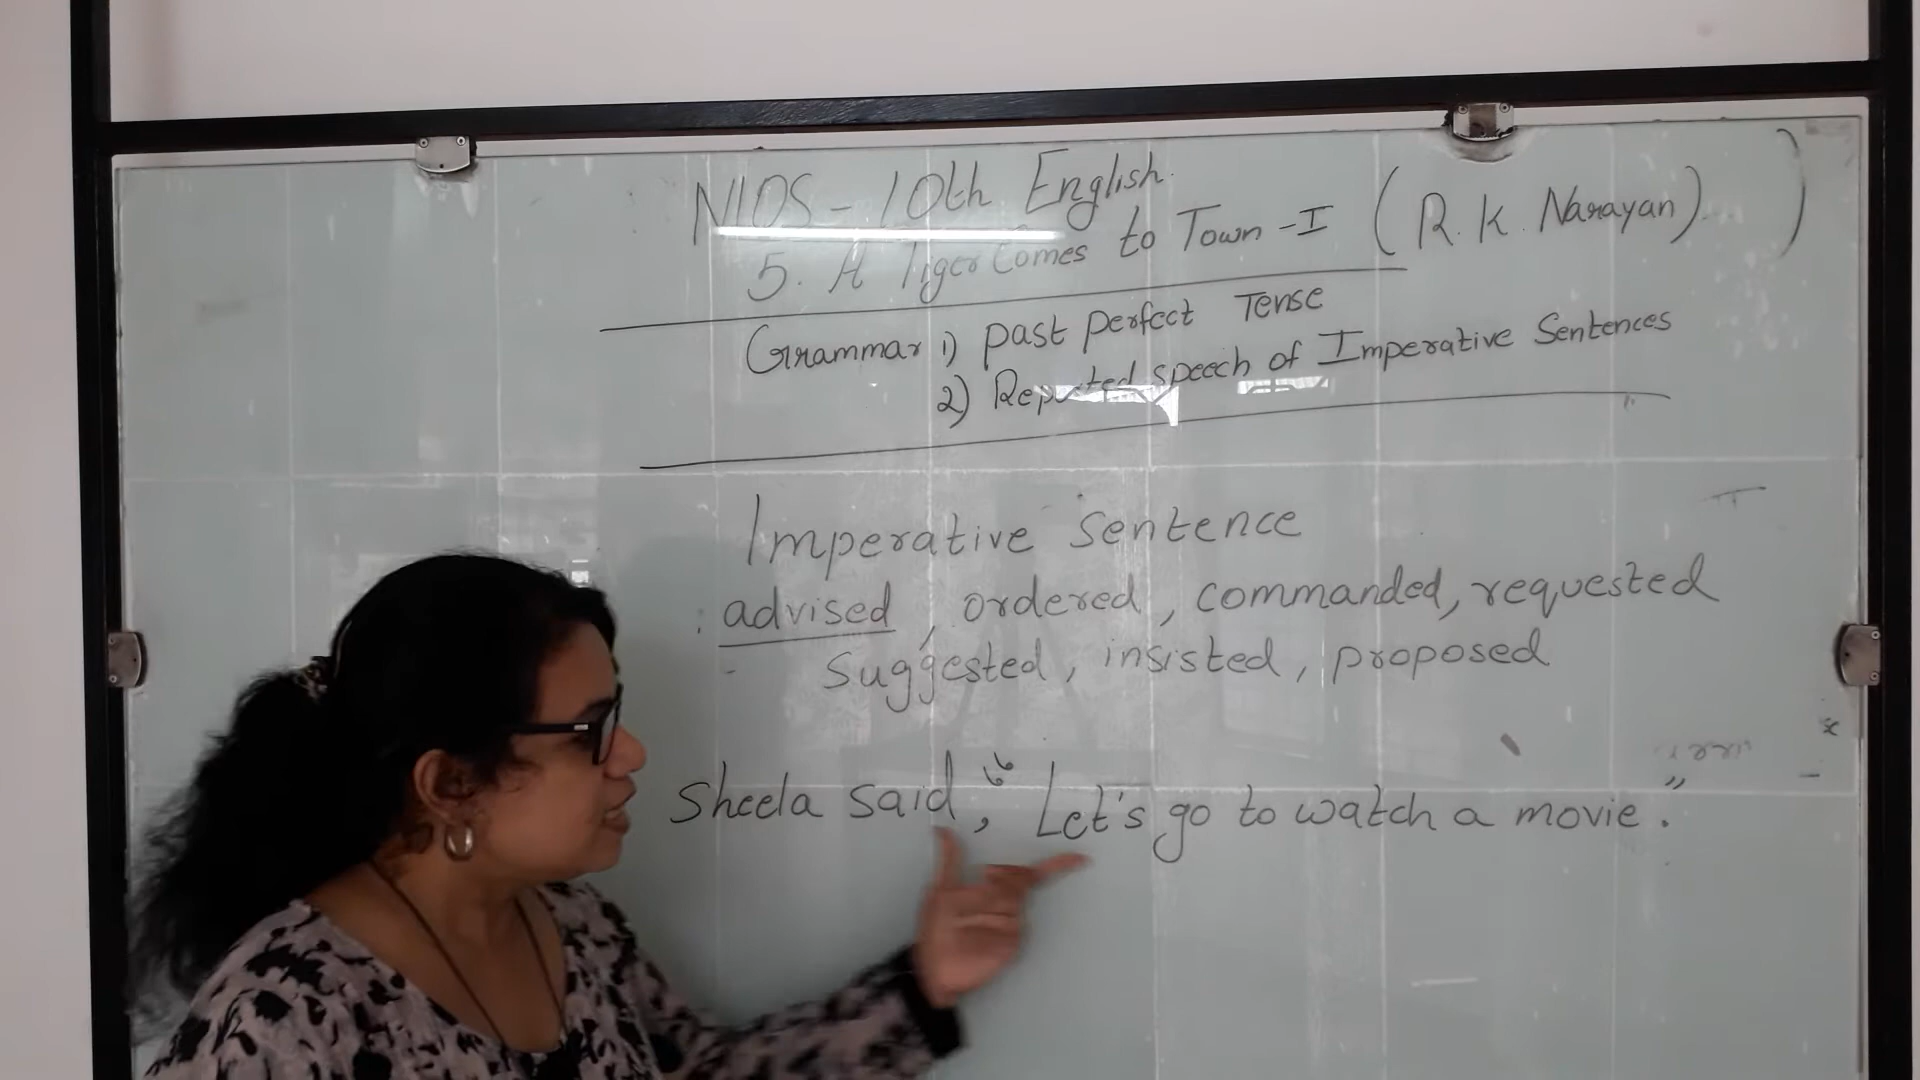 NIOS - 10th English.
5. A Tiger Comes to Town - I ( R. K. Narayan) )
Grammar 1) Past Perfect Tense
2) Reported speech of Imperative Sentences
Imperative Sentence
: advised, ordered, commanded, requested
suggested, insisted, proposed
Sheela said, "Let's go to watch a movie."